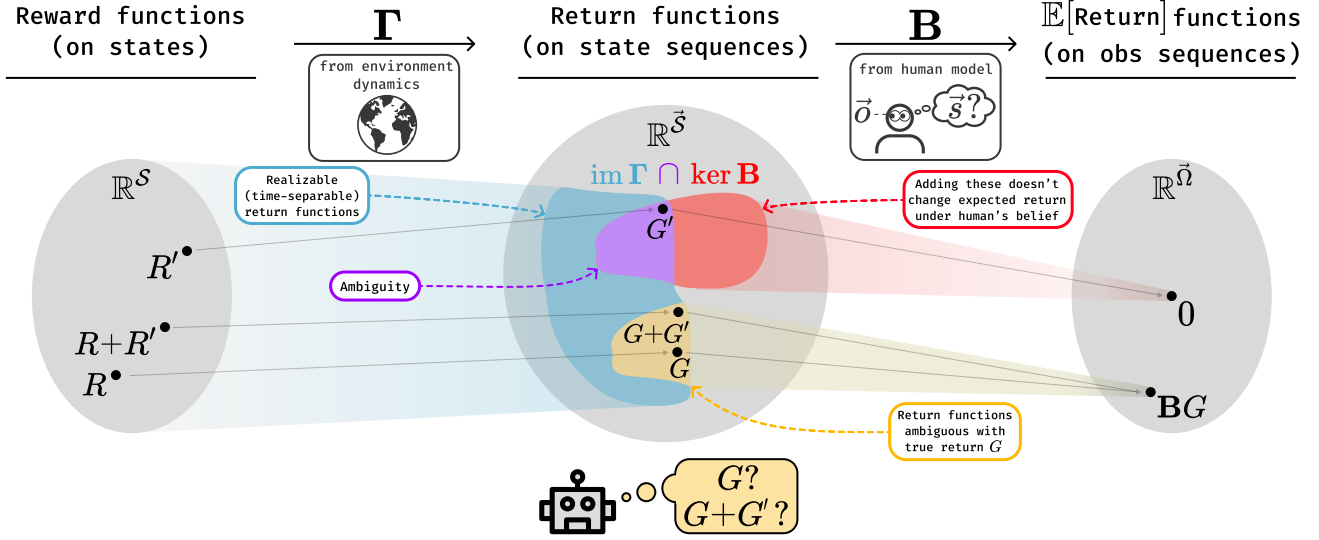 Reward functions
(on states)
Γ
from environment
dynamics
Return functions
(on state sequences)
B
from human model
o⃗
s⃗?
𝔼[Return] functions
(on obs sequences)
ℝ^𝒮
R′
R+R′
R
Realizable
(time-separable)
return functions
Ambiguity
ℝ^𝒮⃗
im Γ ∩ ker B
G′
G+G′
G
Adding these doesn't
change expected return
under human's belief
Return functions
ambiguous with
true return G
ℝ^Ω⃗
0
BG
G?
G+G′?